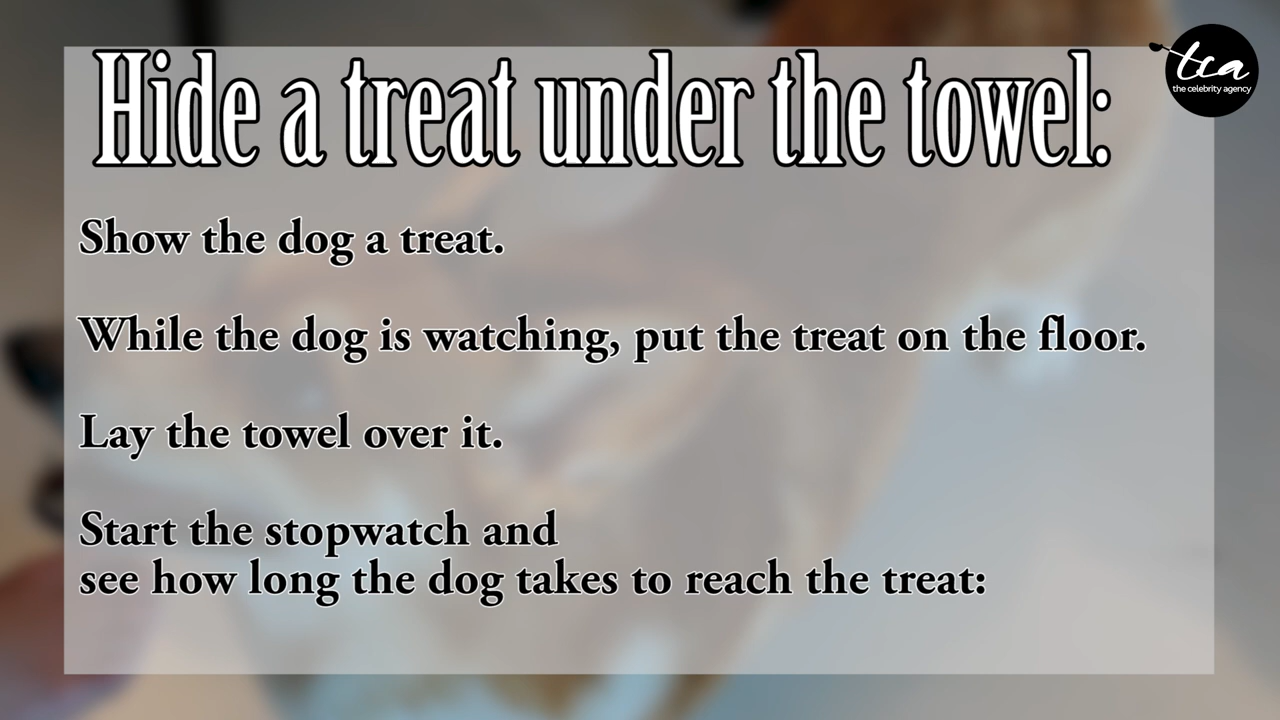 Hide a treat under the towel:
tca
the celebrity agency
Show the dog a treat.
While the dog is watching, put the treat on the floor.
Lay the towel over it.
Start the stopwatch and
see how long the dog takes to reach the treat: